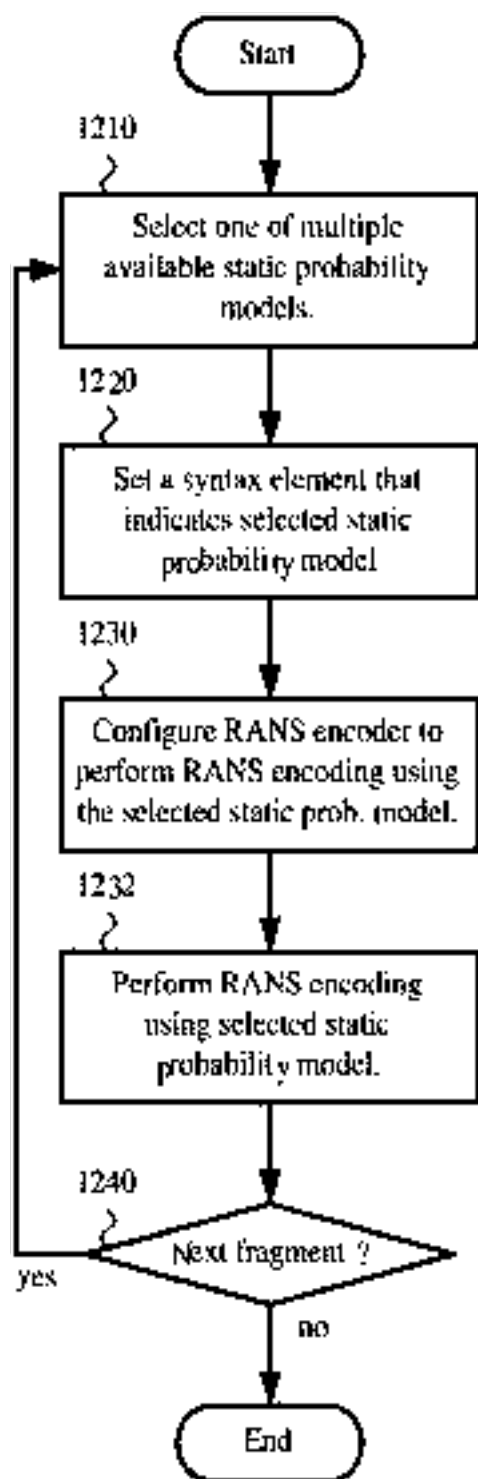 Start
1210
Select one of multiple
available static probability
models.
1220
Set a syntax element that
indicates selected static
probability model
1230
Configure RANS encoder to
perform RANS encoding using
the selected static prob. model.
1232
Perform RANS encoding
using selected static
probability model.
1240
Next fragment ?
yes
no
End